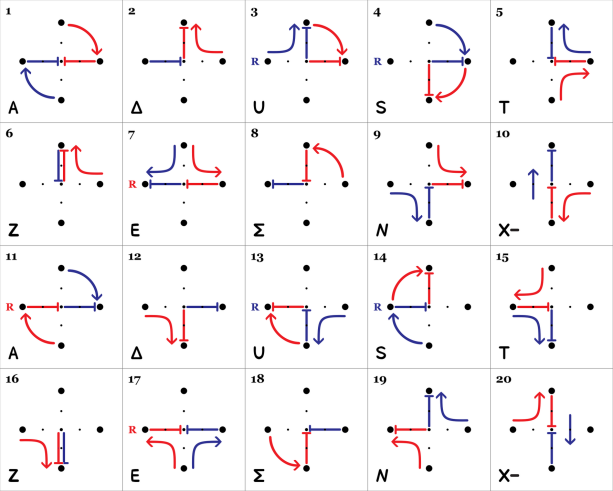 1 2 3 4 5
R R
A Δ U S T
6 7 8 9 10
R
Z E Σ N X-
11 12 13 14 15
R R R
A Δ U S T
16 17 18 19 20
R
Z E Σ N X-